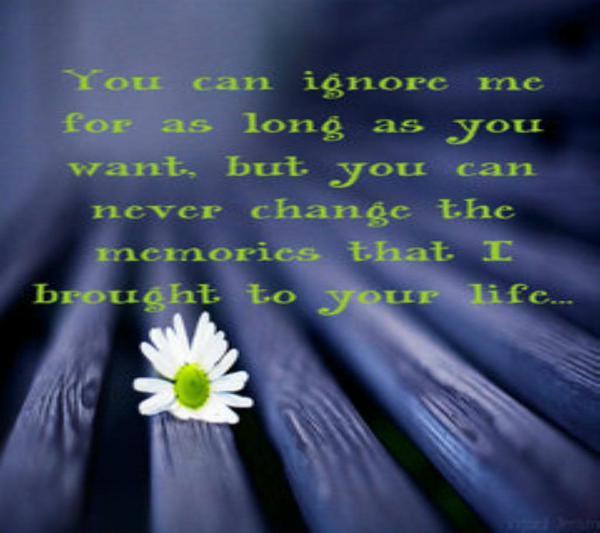 You can ignore me
for as long as you
want, but you can
never change the
memories that I
brought to your life...